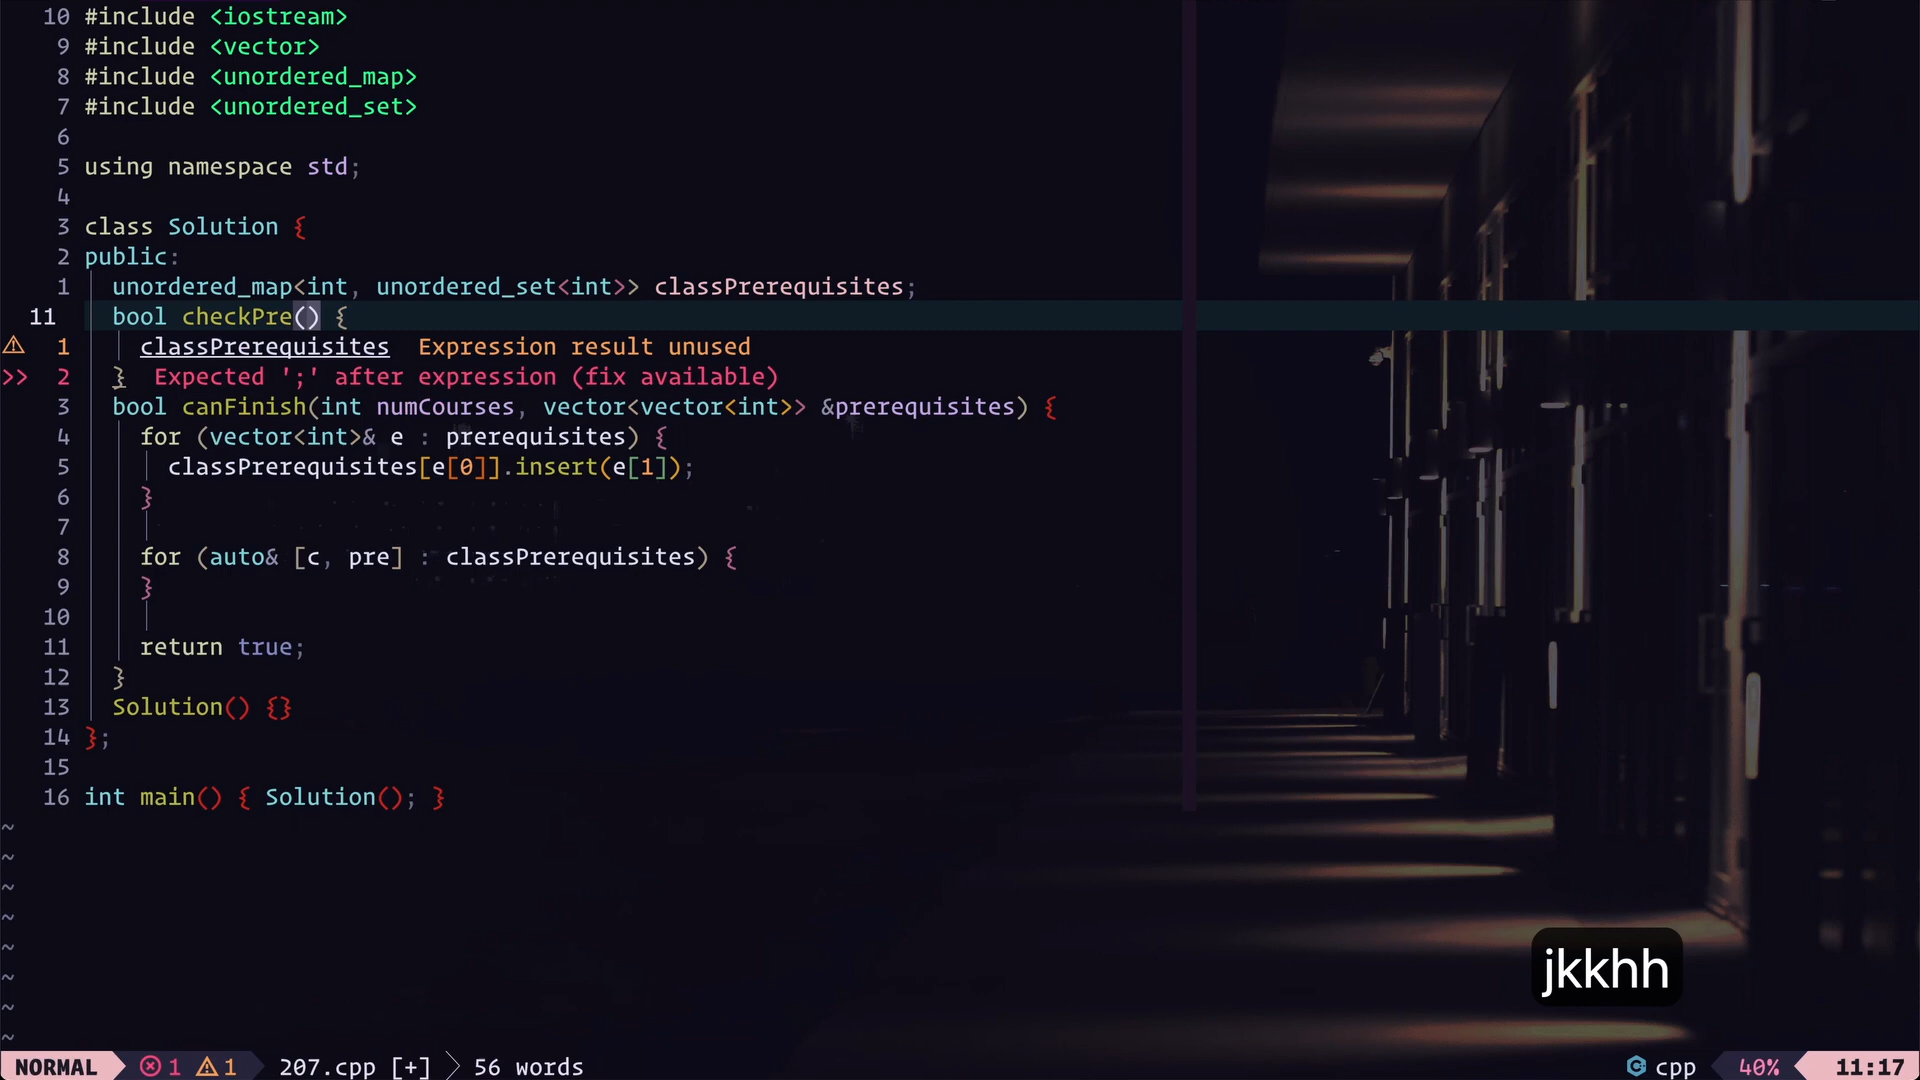 10 #include <iostream>
9 #include <vector>
8 #include <unordered_map>
7 #include <unordered_set>
6
5 using namespace std;
4
3 class Solution {
2 public:
1 unordered_map<int, unordered_set<int>> classPrerequisites;
11 bool checkPre() {
⚠ 1 classPrerequisites Expression result unused
>> 2 } Expected ';' after expression (fix available)
3 bool canFinish(int numCourses, vector<vector<int>> &prerequisites) {
4 for (vector<int>& e : prerequisites) {
5 classPrerequisites[e[0]].insert(e[1]);
6 }
7
8 for (auto& [c, pre] : classPrerequisites) {
9 }
10
11 return true;
12 }
13 Solution() {}
14 };
15
16 int main() { Solution(); }
~
~
~
~
~
~
~
~
jkkhh
NORMAL 1 ⚠ 1 207.cpp [+] 56 words cpp 40% 11:17